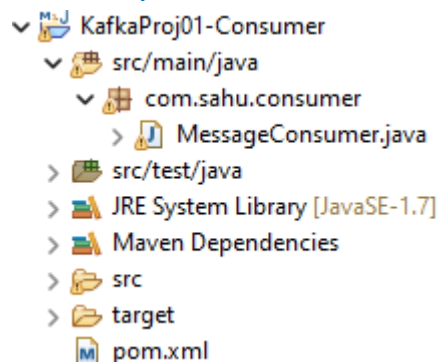 KafkaProj01-Consumer
src/main/java
com.sahu.consumer
MessageConsumer.java
src/test/java
JRE System Library [JavaSE-1.7]
Maven Dependencies
src
target
pom.xml